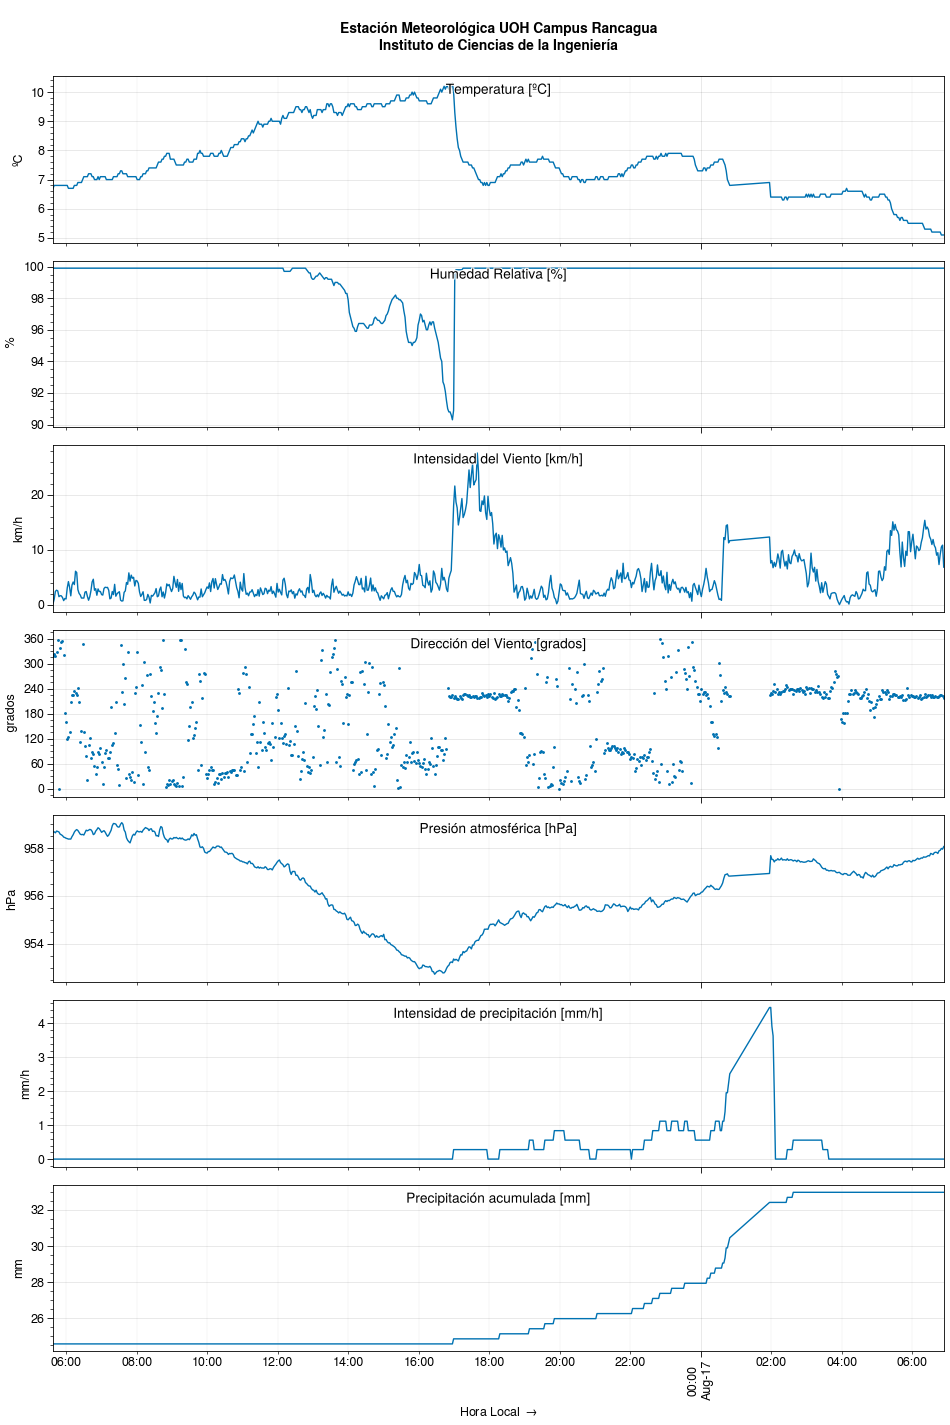 Estación Meteorológica UOH Campus Rancagua
Instituto de Ciencias de la Ingeniería
Temperatura [ºC]
10
9
8
7
6
5
ºC
Humedad Relativa [%]
100
98
96
94
92
90
%
Intensidad del Viento [km/h]
20
10
0
km/h
Dirección del Viento [grados]
360
300
240
180
120
60
0
grados
Presión atmosférica [hPa]
958
956
954
hPa
Intensidad de precipitación [mm/h]
4
3
2
1
0
mm/h
Precipitación acumulada [mm]
32
30
28
26
mm
06:00 08:00 10:00 12:00 14:00 16:00 18:00 20:00 22:00 00:00 02:00 04:00 06:00
Aug-17
Hora Local →